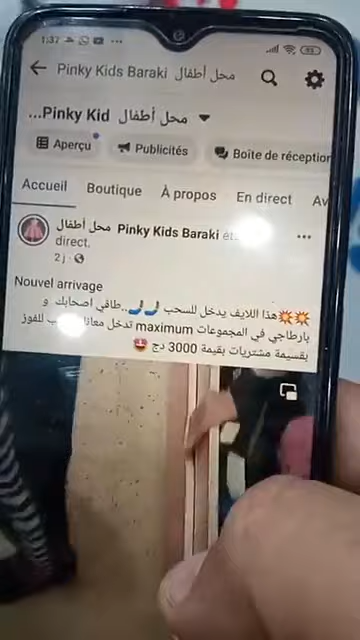 1:37
Pinky Kids Baraki محل أطفال
محل أطفال Pinky Kid...
Aperçu
Publicités
Boîte de réception
Accueil
Boutique
À propos
En direct
Av
محل أطفال Pinky Kids Baraki
direct.
2 j
Nouvel arrivage
💥💥هذا اللايف يدخل للسحب 🤳🤳..طاقي اصحابك و
بارطاجي في المجموعات maximum تدخل معانا للفوز
بقسيمة مشتريات بقيمة 3000 دج 🤩